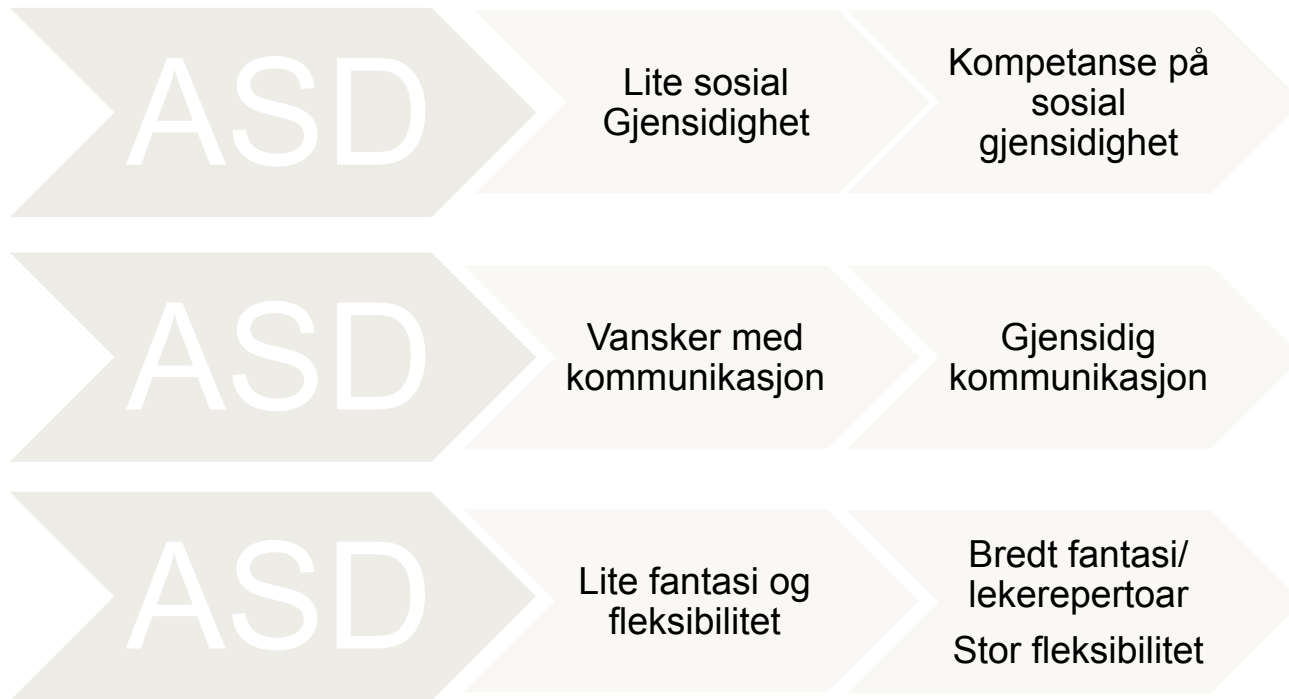 ASD
Lite sosial
Gjensidighet
Kompetanse på
sosial
gjensidighet
ASD
Vansker med
kommunikasjon
Gjensidig
kommunikasjon
ASD
Lite fantasi og
fleksibilitet
Bredt fantasi/
lekerepertoar
Stor fleksibilitet